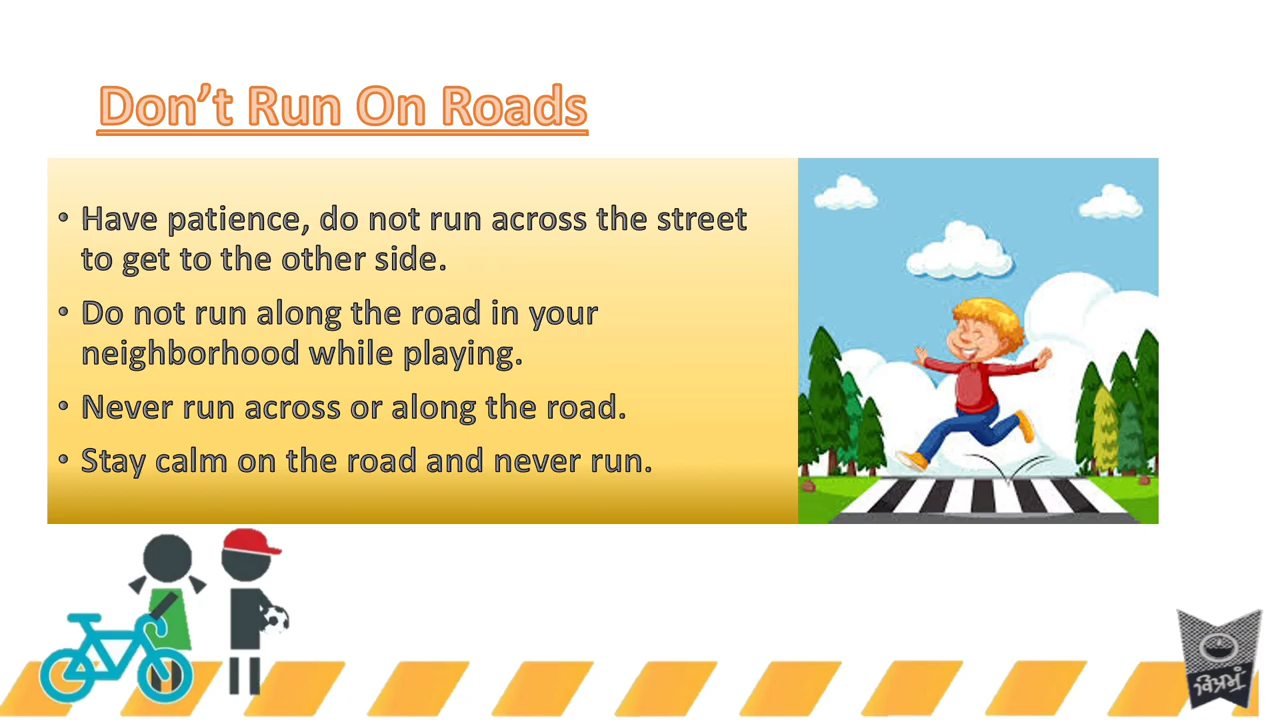 Don't Run On Roads
• Have patience, do not run across the street
to get to the other side.
• Do not run along the road in your
neighborhood while playing.
• Never run across or along the road.
• Stay calm on the road and never run.